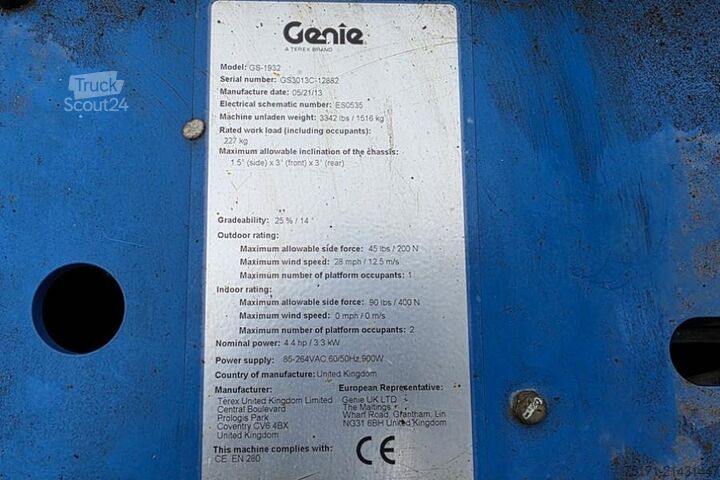 Genie
A TEREX BRAND
Truck
Scout24
Model: GS-1932
Serial number: GS3013C-12882
Manufacture date: 05/21/13
Electrical schematic number: ES0535
Machine unladen weight: 3342 lbs / 1516 kg
Rated work load (including occupants):
227 kg
Maximum allowable inclination of the chassis:
1.5° (side) x 3° (front) x 3° (rear)
Gradeability: 25 % / 14 °
Outdoor rating:
Maximum allowable side force: 45 lbs / 200 N
Maximum wind speed: 28 mph / 12.5 m/s
Maximum number of platform occupants: 1
Indoor rating:
Maximum allowable side force: 90 lbs / 400 N
Maximum wind speed: 0 mph / 0 m/s
Maximum number of platform occupants: 2
Nominal power: 4.4 hp / 3.3 kW
Power supply: 85-264VAC,60/50Hz,900W
Country of manufacture: United Kingdom
Manufacturer:
Terex United Kingdom Limited
Central Boulevard
Prologis Park
Coventry CV6 4BX
United Kingdom
European Representative:
Genie UK LTD
The Maltings
Wharf Road, Grantham, Lin
NG31 6BH United Kingdom
This machine complies with:
CE EN 280
CE